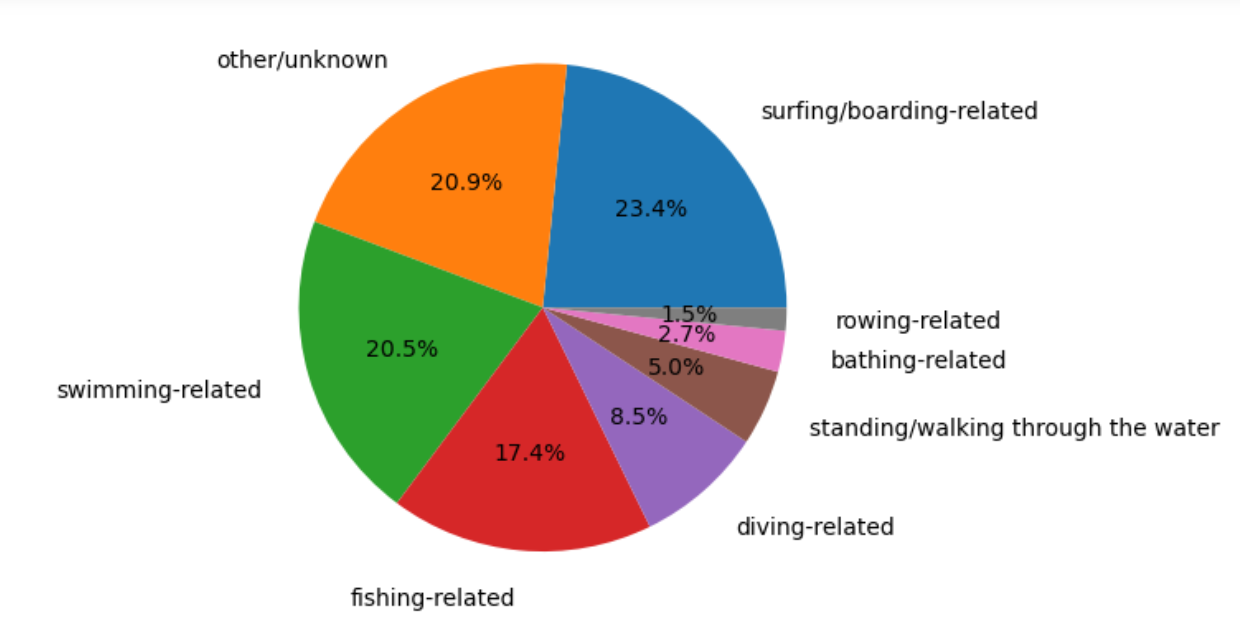 other/unknown
surfing/boarding-related
20.9%
23.4%
1.5%
rowing-related
2.7%
20.5%
bathing-related
5.0%
swimming-related
8.5%
standing/walking through the water
17.4%
diving-related
fishing-related